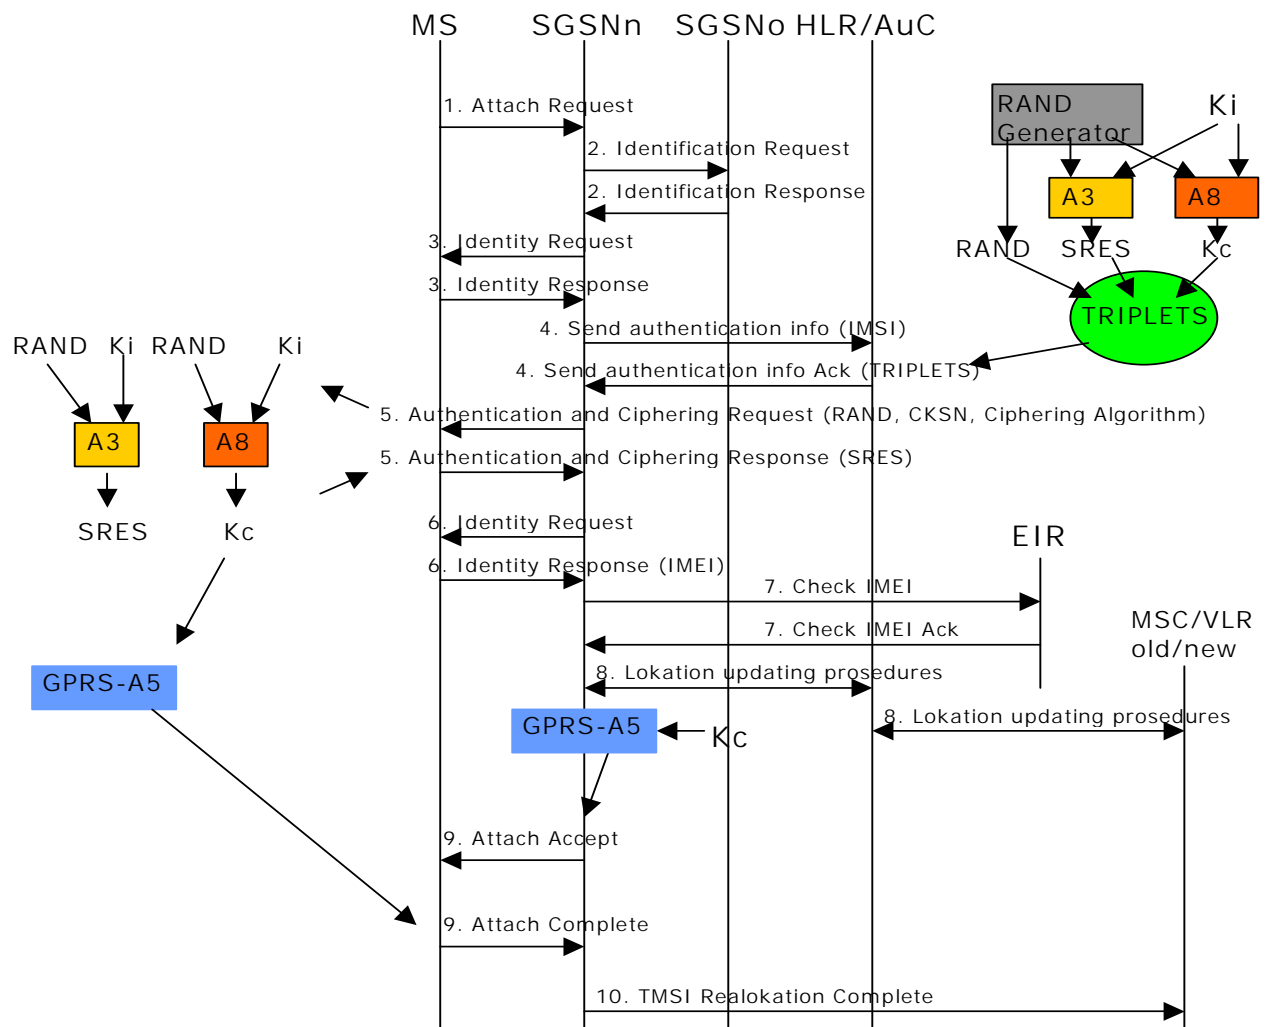 MS SGSNn SGSNo HLR/AuC
1. Attach Request
RAND
Generator
Ki
2. Identification Request
2. Identification Response
A3 A8
3. Identity Request
RAND SRES Kc
3. Identity Response
TRIPLETS
4. Send authentication info (IMSI)
RAND Ki RAND Ki
4. Send authentication info Ack (TRIPLETS)
5. Authentication and Ciphering Request (RAND, CKSN, Ciphering Algorithm)
A3 A8
5. Authentication and Ciphering Response (SRES)
SRES Kc
6. Identity Request
EIR
6. Identity Response (IMEI)
7. Check IMEI
MSC/VLR
old/new
7. Check IMEI Ack
8. Lokation updating prosedures
GPRS-A5
8. Lokation updating prosedures
GPRS-A5 Kc
9. Attach Accept
9. Attach Complete
10. TMSI Realokation Complete